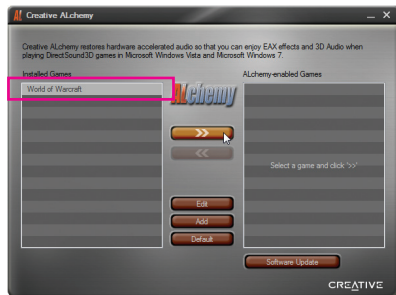 Creative ALchemy
Creative ALchemy restores hardware accelerated audio so that you can enjoy EAX effects and 3D Audio when
playing DirectSound3D games in Microsoft Windows Vista and Microsoft Windows 7.
Installed Games
ALchemy-enabled Games
World of Warcraft
ALchemy
>>
<<
Select a game and click '>>'
Edit
Add
Default
Software Update
CREATIVE